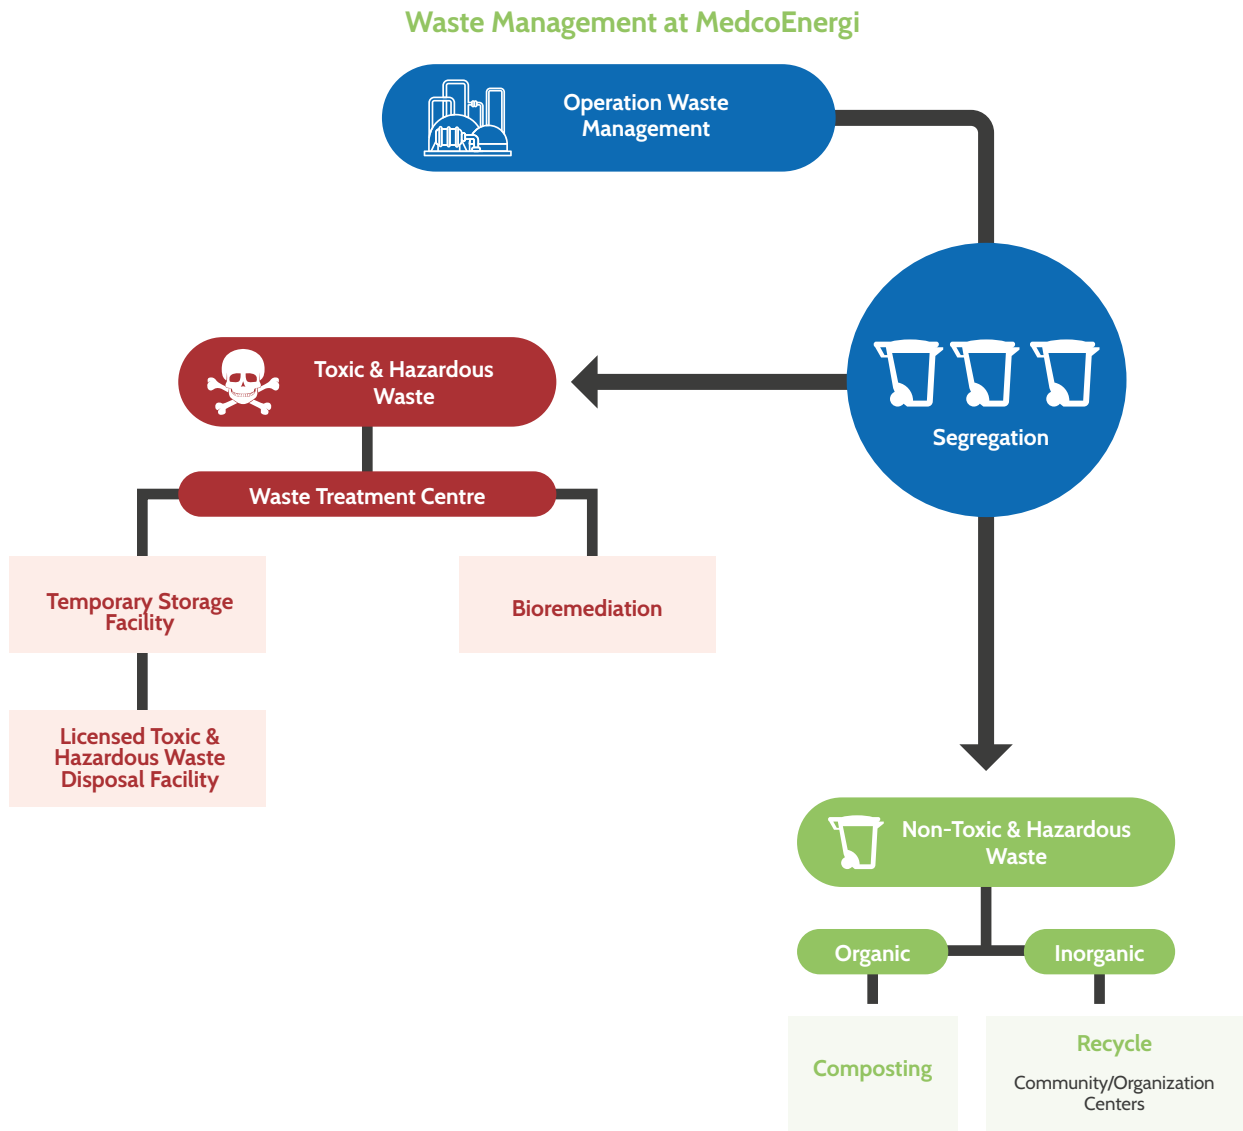 Waste Management at MedcoEnergi
Operation Waste
Management
Segregation
Toxic & Hazardous
Waste
Waste Treatment Centre
Temporary Storage
Facility
Bioremediation
Licensed Toxic &
Hazardous Waste
Disposal Facility
Non-Toxic & Hazardous
Waste
Organic
Inorganic
Composting
Recycle
Community/Organization
Centers